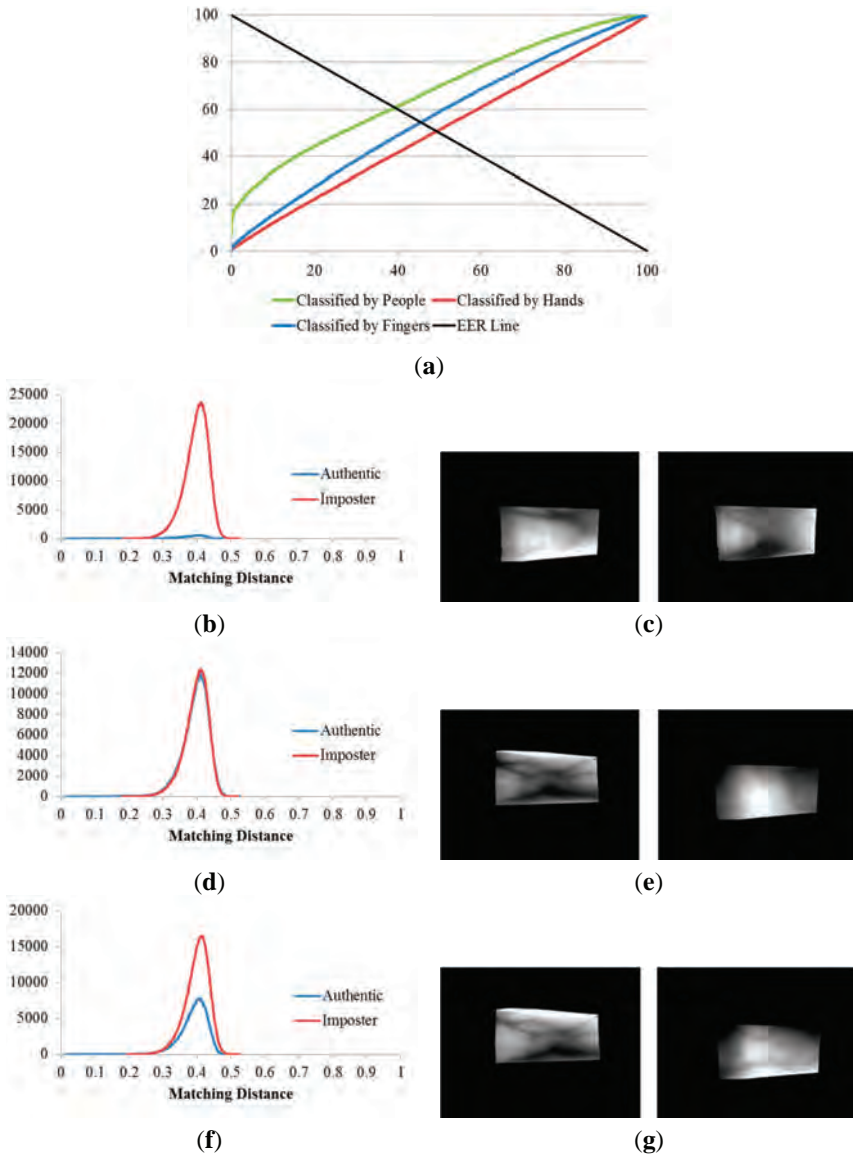 100
80
60
40
20
0
0 20 40 60 80 100
Classified by People Classified by Hands
Classified by Fingers EER Line
(a)
25000
20000
15000
10000
5000
0
Authentic
Imposter
0 0.1 0.2 0.3 0.4 0.5 0.6 0.7 0.8 0.9 1
Matching Distance
(b) (c)
14000
12000
10000
8000
6000
4000
2000
0
Authentic
Imposter
0 0.1 0.2 0.3 0.4 0.5 0.6 0.7 0.8 0.9 1
Matching Distance
(d) (e)
20000
15000
10000
5000
0
Authentic
Imposter
0 0.1 0.2 0.3 0.4 0.5 0.6 0.7 0.8 0.9 1
Matching Distance
(f) (g)